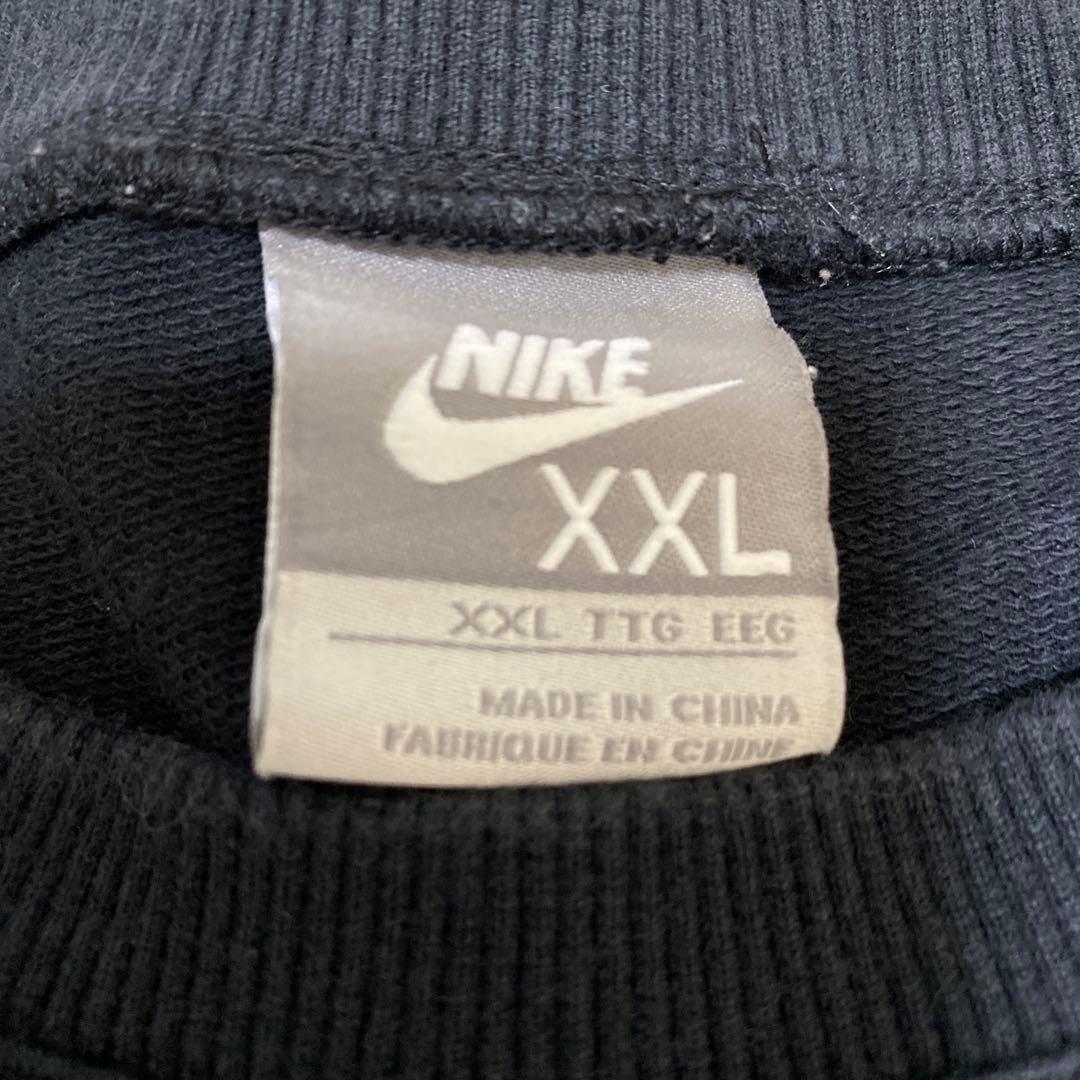 NIKE
XXL
XXL TTG EEG
MADE IN CHINA
FABRIQUE EN CHINE